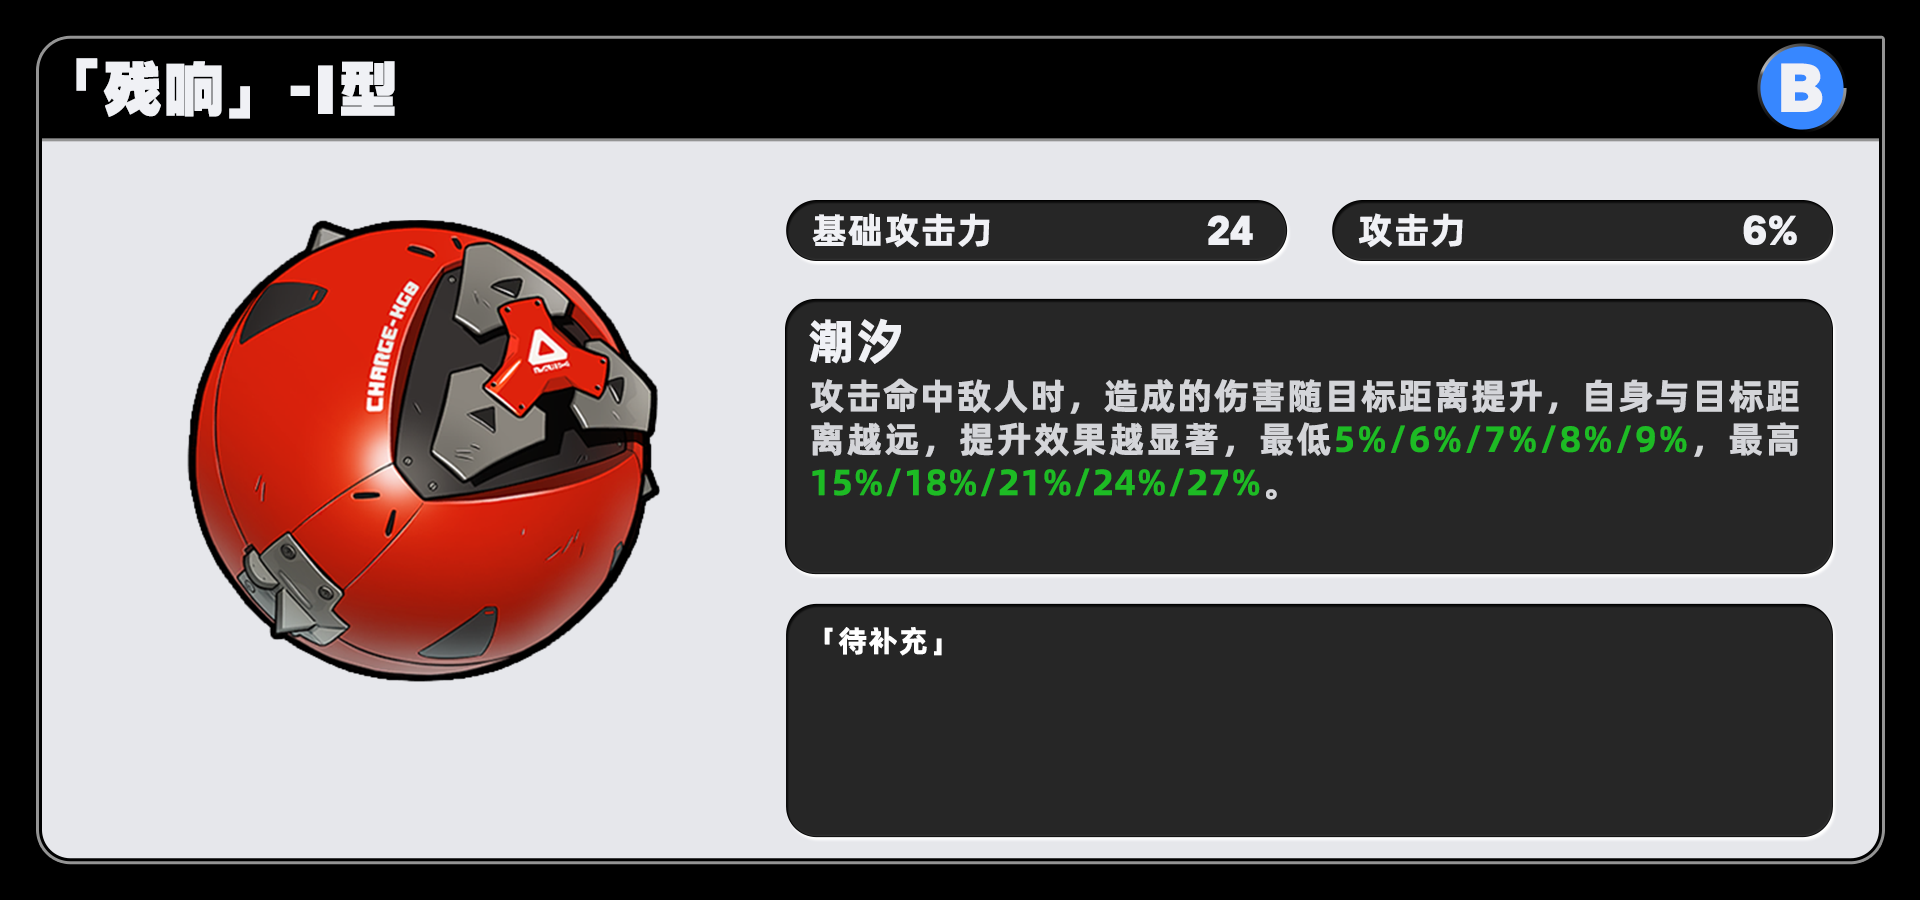 「残响」-I型
B
基础攻击力 24
攻击力 6%
CHARGE-XG8
潮汐
攻击命中敌人时，造成的伤害随目标距离提升，自身与目标距
离越远，提升效果越显著，最低5%/6%/7%/8%/9%，最高
15%/18%/21%/24%/27%。
「待补充」